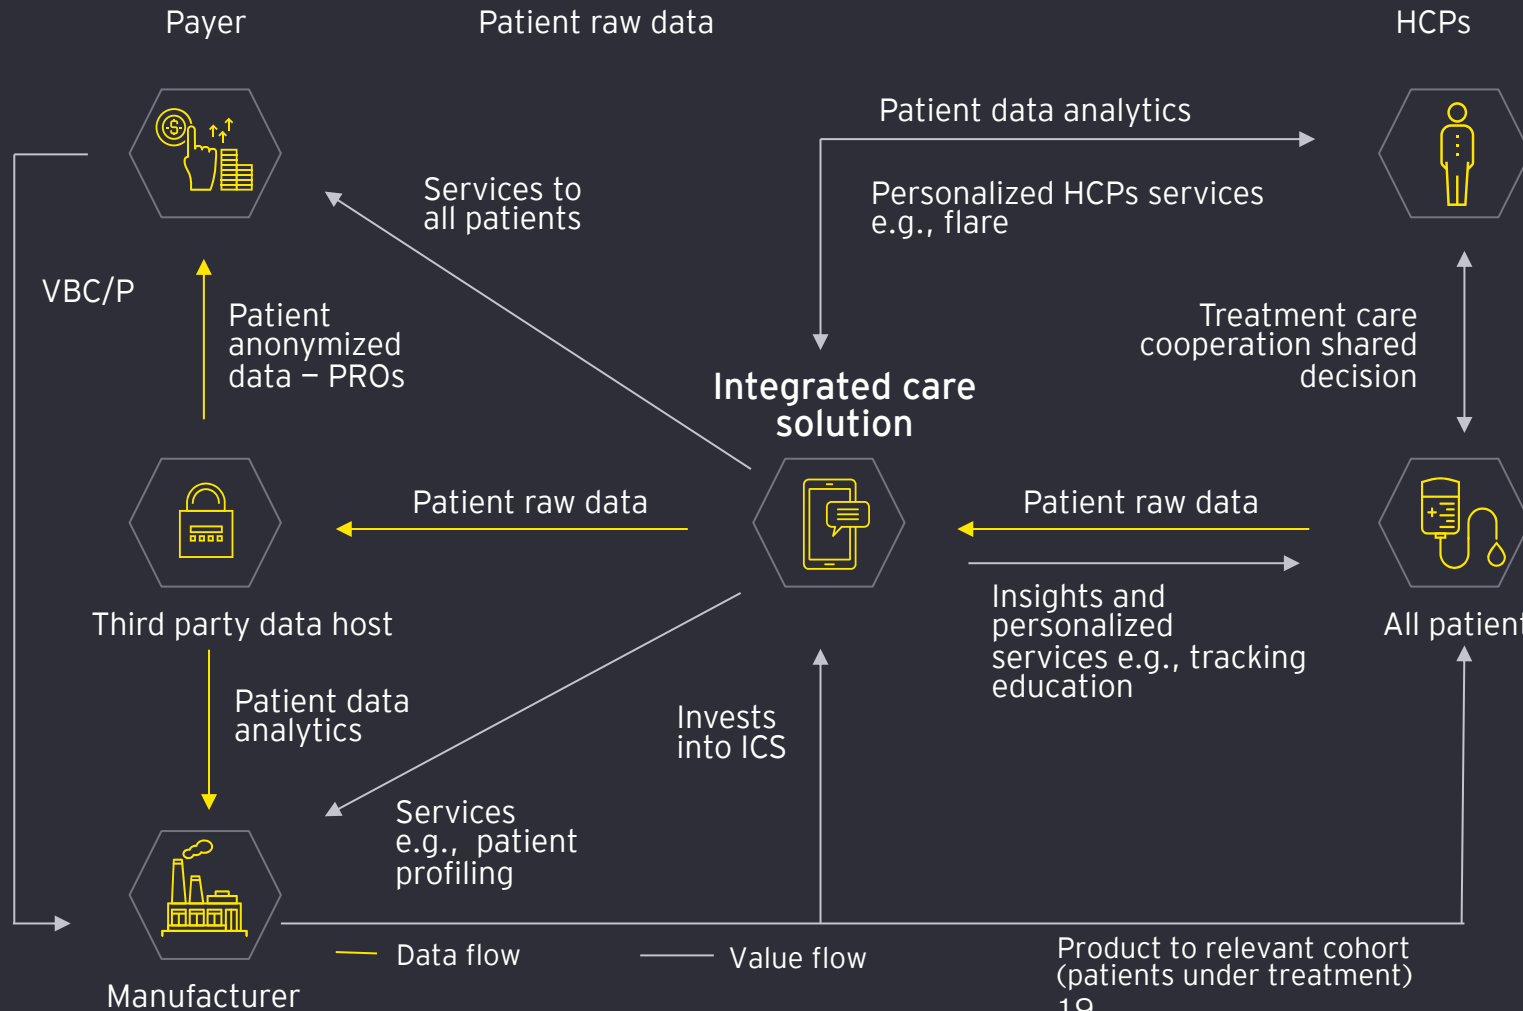 Payer
Patient raw data
HCPs
Patient data analytics
Services to
all patients
Personalized HCPs services
e.g., flare
VBC/P
Patient
anonymized
data – PROs
Treatment care
cooperation shared
decision
Integrated care
solution
Patient raw data
Patient raw data
Third party data host
Insights and
personalized
services e.g., tracking
education
All patient
Patient data
analytics
Invests
into ICS
Services
e.g., patient
profiling
Data flow
Value flow
Product to relevant cohort
(patients under treatment)
19
Manufacturer